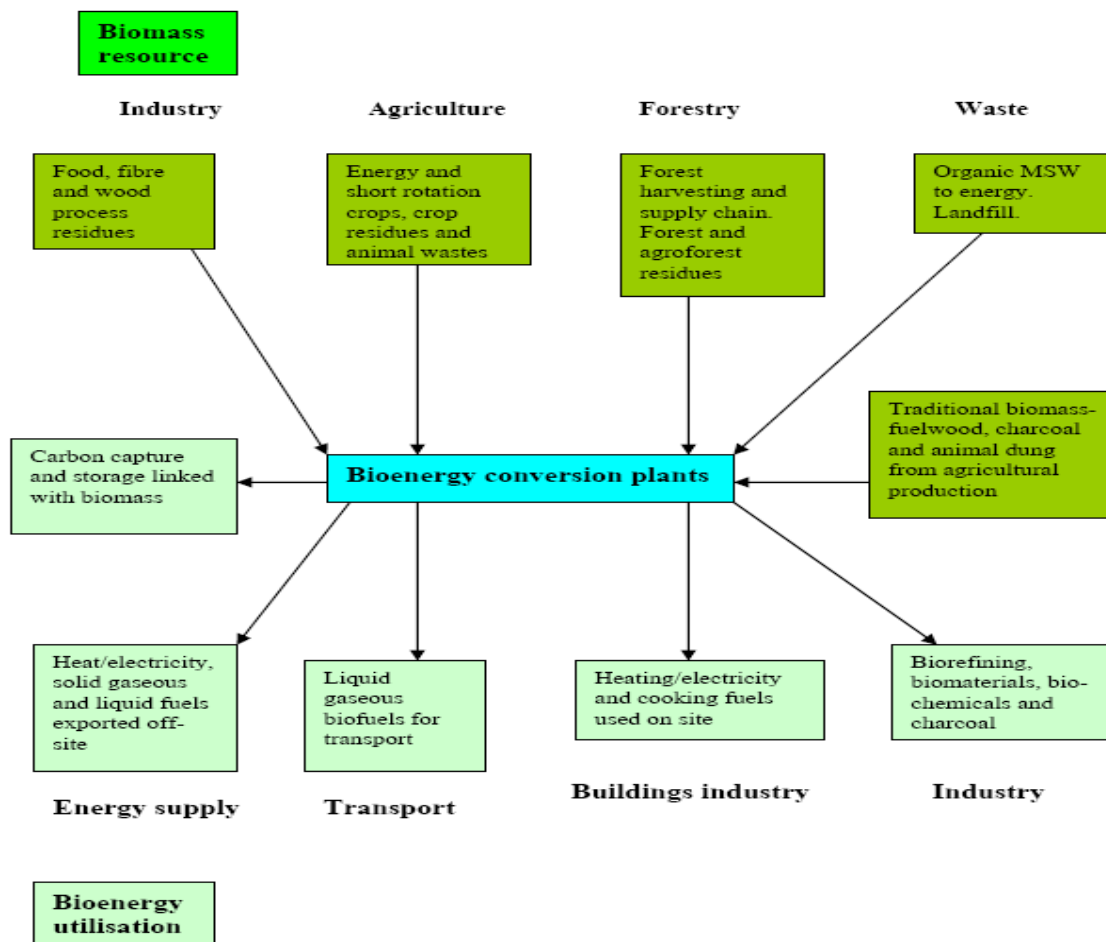 Biomass
resource
Industry
Agriculture
Forestry
Waste
Food, fibre
and wood
process
residues
Energy and
short rotation
crops, crop
residues and
animal wastes
Forest
harvesting and
supply chain.
Forest and
agroforest
residues
Organic MSW
to energy.
Landfill.
Carbon capture
and storage linked
with biomass
Bioenergy conversion plants
Traditional biomass-
fuelwood, charcoal
and animal dung
from agricultural
production
Heat/electricity,
solid gaseous
and liquid fuels
exported off-
site
Liquid
gaseous
biofuels for
transport
Heating/electricity
and cooking fuels
used on site
Biorefining,
biomaterials, bio-
chemicals and
charcoal
Energy supply
Transport
Buildings industry
Industry
Bioenergy
utilisation